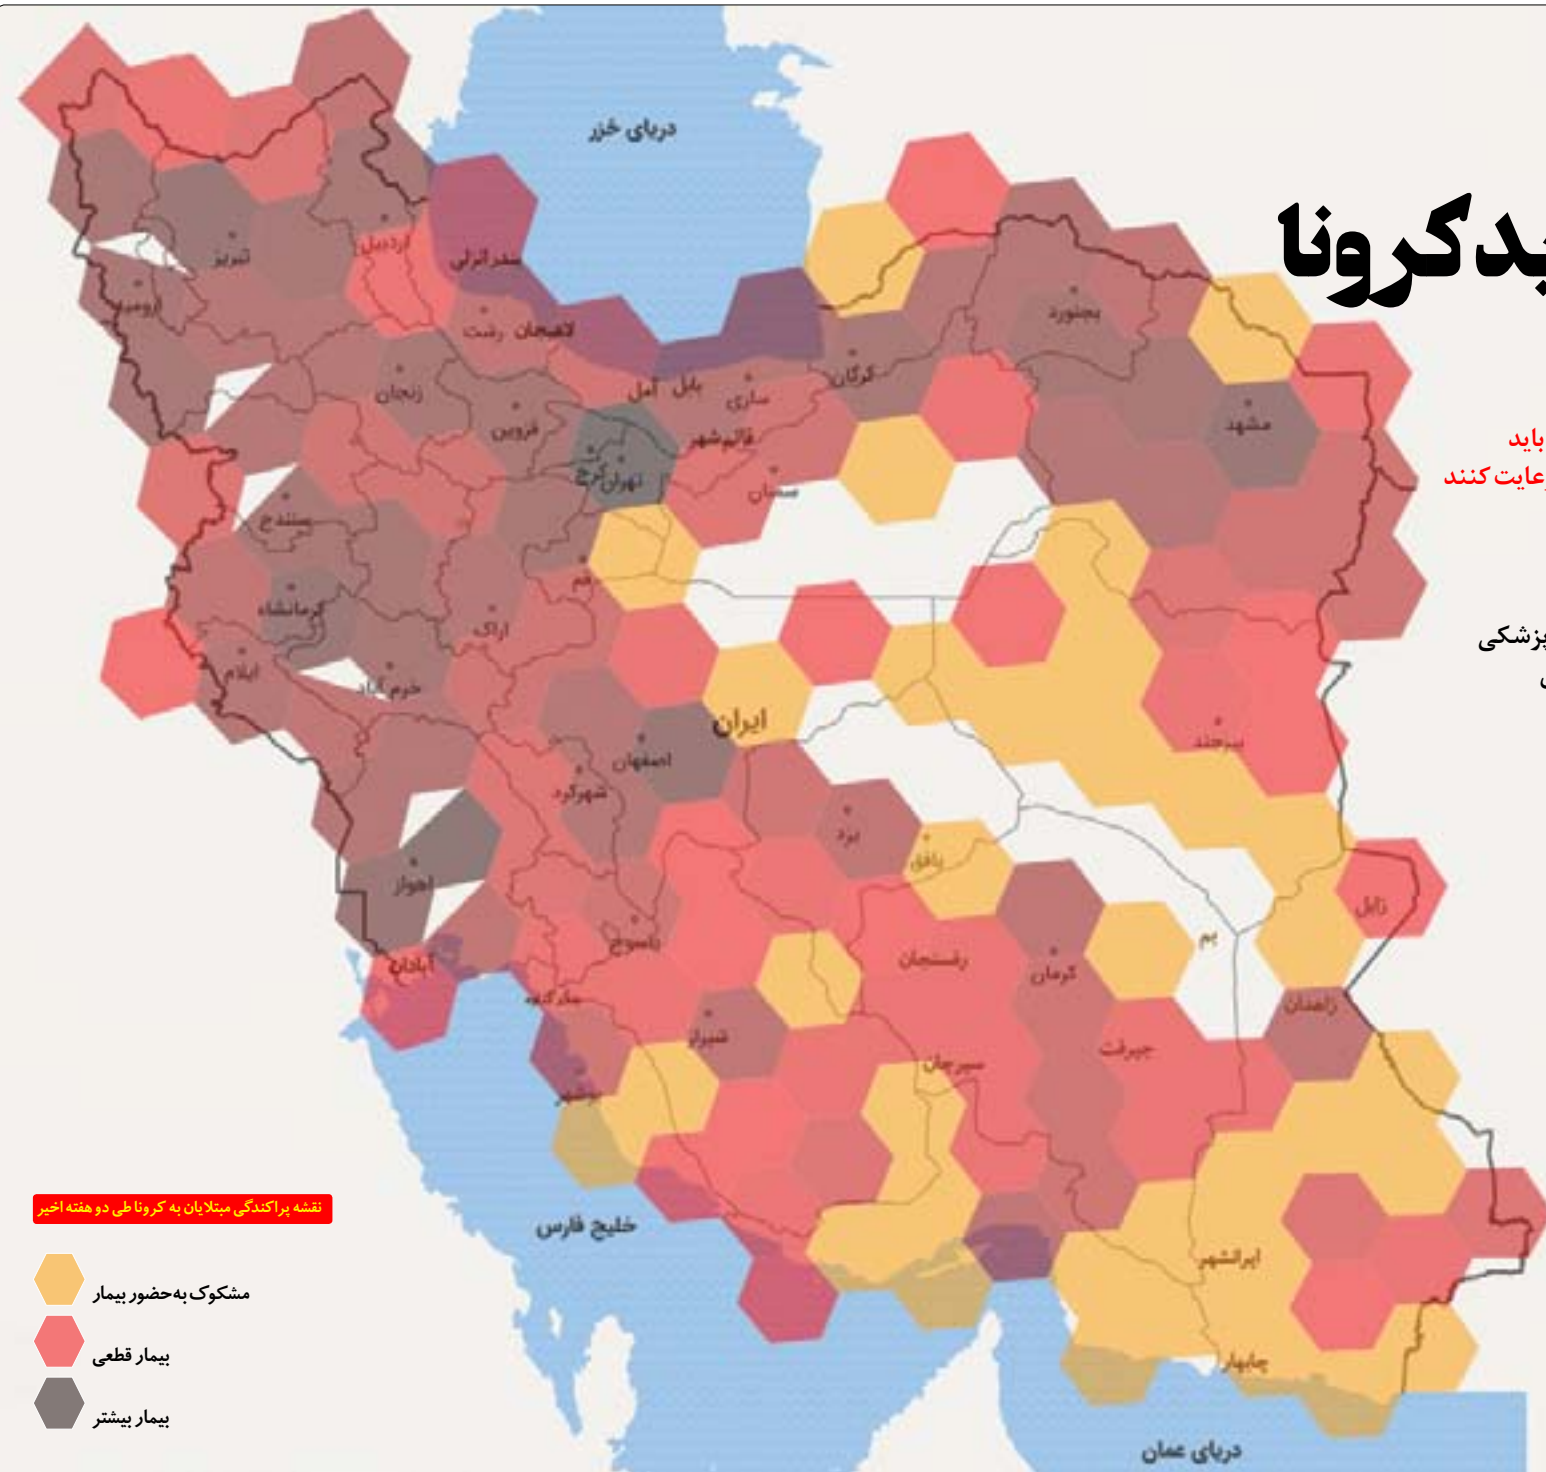 دکرونا
باید
رعایت کنند
پزشکی
دریای خزر
اردبیل
تبریز
بندرانزلی
ارومیه
لاهیجان
رشت
بجنورد
زنجان
گرگان
آمل
بابل
ساری
قزوین
قائم‌شهر
مشهد
کرج
تهران
سمنان
سنندج
قم
کرمانشاه
اراک
ایلام
خرم‌آباد
ایران
بیرجند
اصفهان
شهرکرد
یزد
بافق
اهواز
زابل
یاسوج
بم
رفسنجان
آبادان
کرمان
زاهدان
شیراز
جیرفت
سیرجان
بوشهر
خلیج فارس
ایرانشهر
چابهار
دریای عمان
نقشه پراکندگی مبتلایان به کرونا طی دو هفته اخیر
مشکوک به‌حضور بیمار
بیمار قطعی
بیمار بیشتر